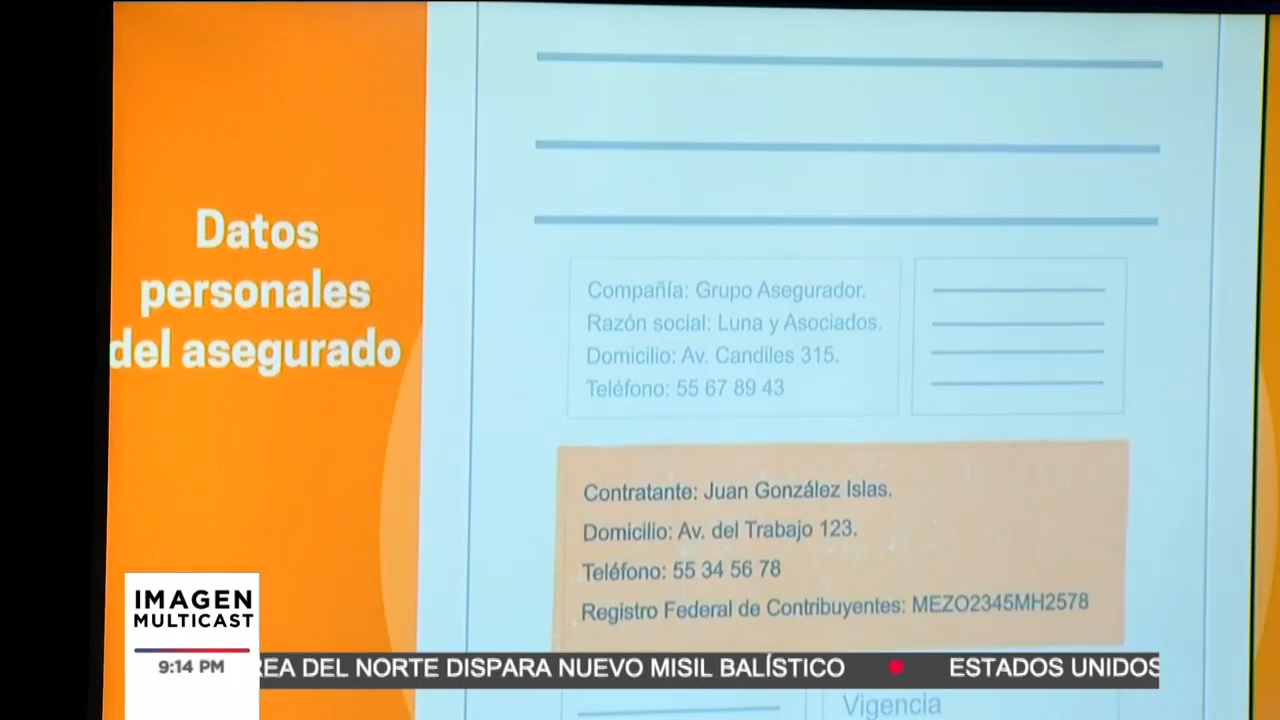 Datos
personales
del asegurado
Compañía: Grupo Asegurador.
Razón social: Luna y Asociados.
Domicilio: Av. Candiles 315.
Teléfono: 55 67 89 43
Contratante: Juan González Islas.
Domicilio: Av. del Trabajo 123.
Teléfono: 55 34 56 78
Registro Federal de Contribuyentes: MEZO2345MH2578
Vigencia
IMAGEN
MULTICAST
9:14 PM
REA DEL NORTE DISPARA NUEVO MISIL BALÍSTICO
ESTADOS UNIDOS